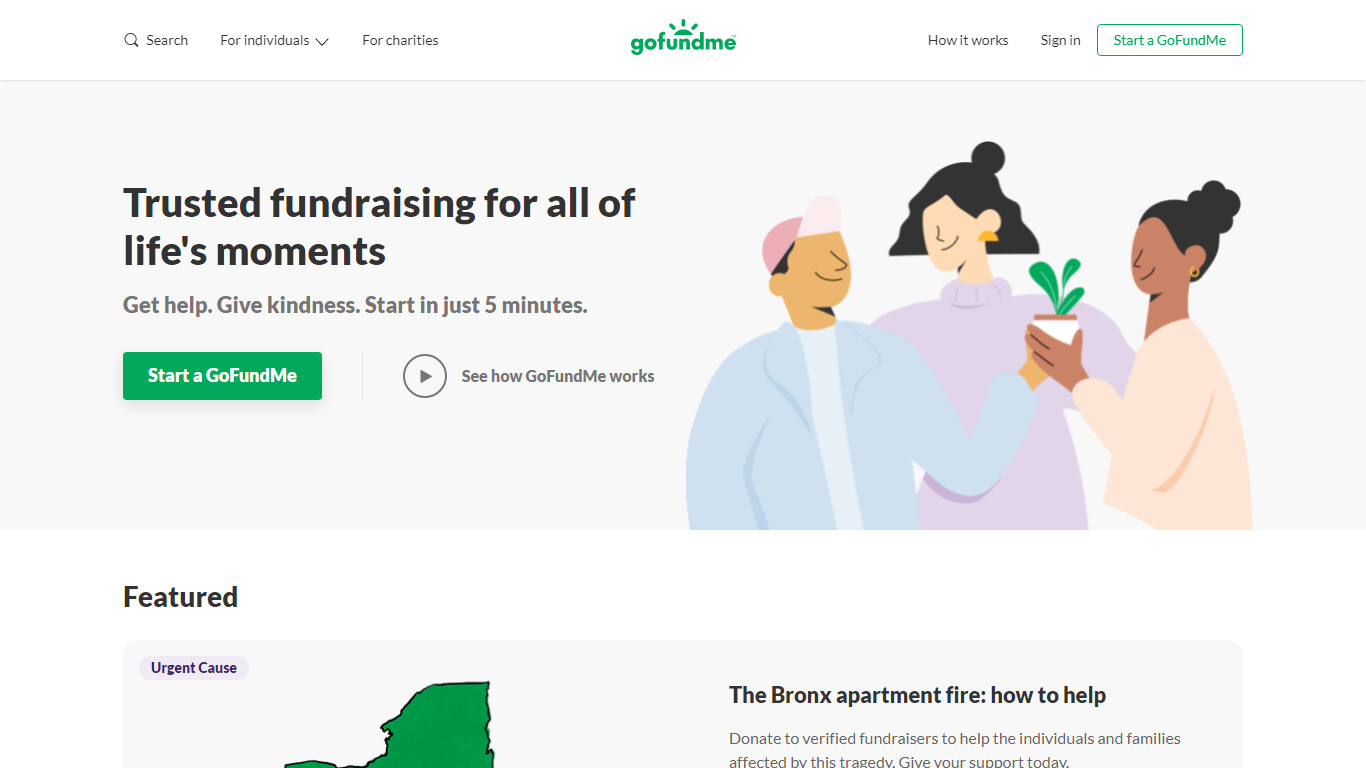 Search
For individuals
For charities
gofundme
How it works
Sign in
Start a GoFundMe
Trusted fundraising for all of
life's moments
Get help. Give kindness. Start in just 5 minutes.
Start a GoFundMe
See how GoFundMe works
Featured
Urgent Cause
The Bronx apartment fire: how to help
Donate to verified fundraisers to help the individuals and families
affected by this tragedy. Give your support today.